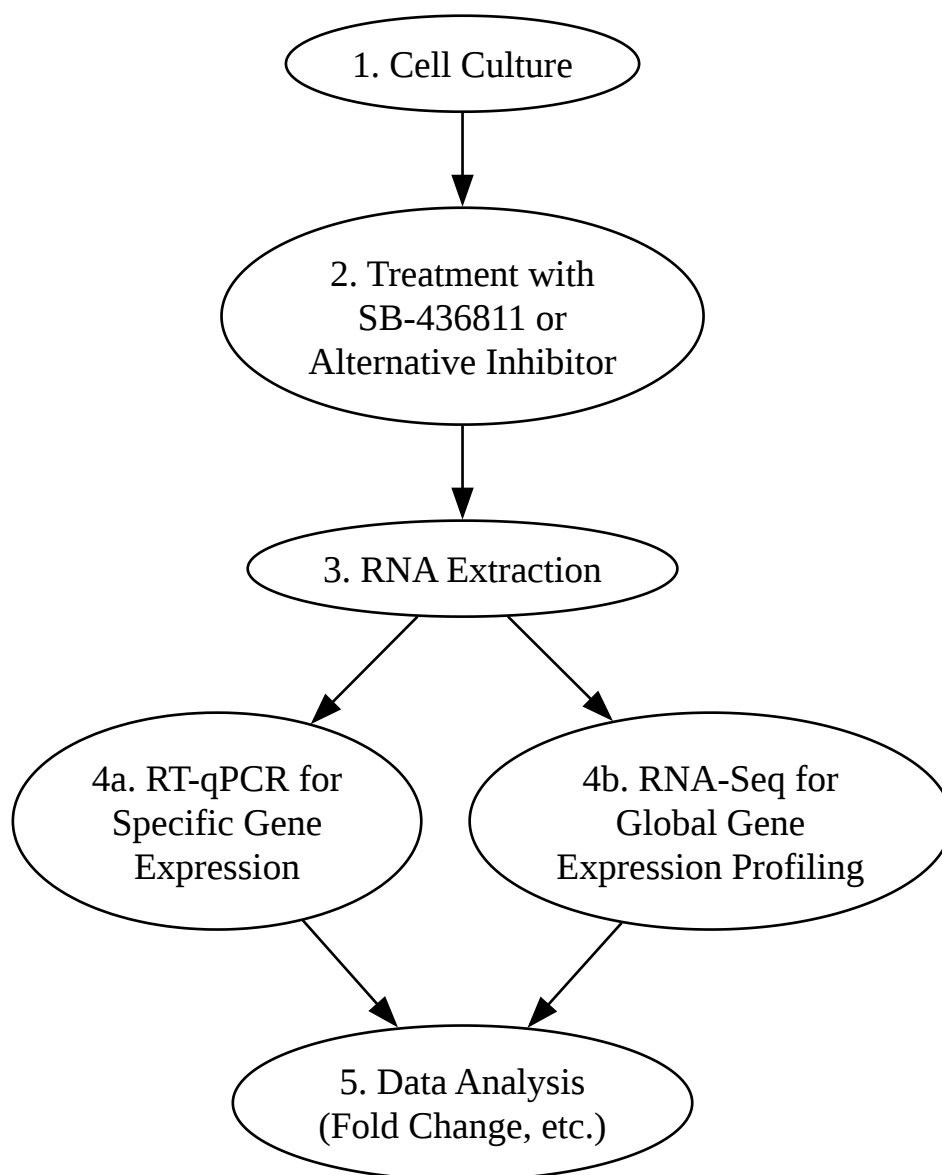 1. Cell Culture
2. Treatment with
SB-436811 or
Alternative Inhibitor
3. RNA Extraction
4a. RT-qPCR for
Specific Gene
Expression
4b. RNA-Seq for
Global Gene
Expression Profiling
5. Data Analysis
(Fold Change, etc.)